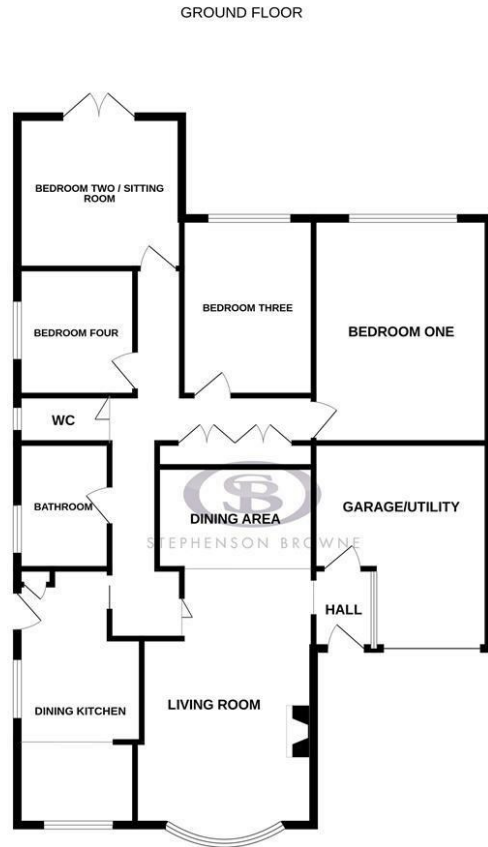 GROUND FLOOR
BEDROOM TWO / SITTING
ROOM
BEDROOM FOUR
BEDROOM THREE
BEDROOM ONE
WC
BATHROOM
SB
DINING AREA
GARAGE/UTILITY
STEPHENSON BROWNE
HALL
LIVING ROOM
DINING KITCHEN